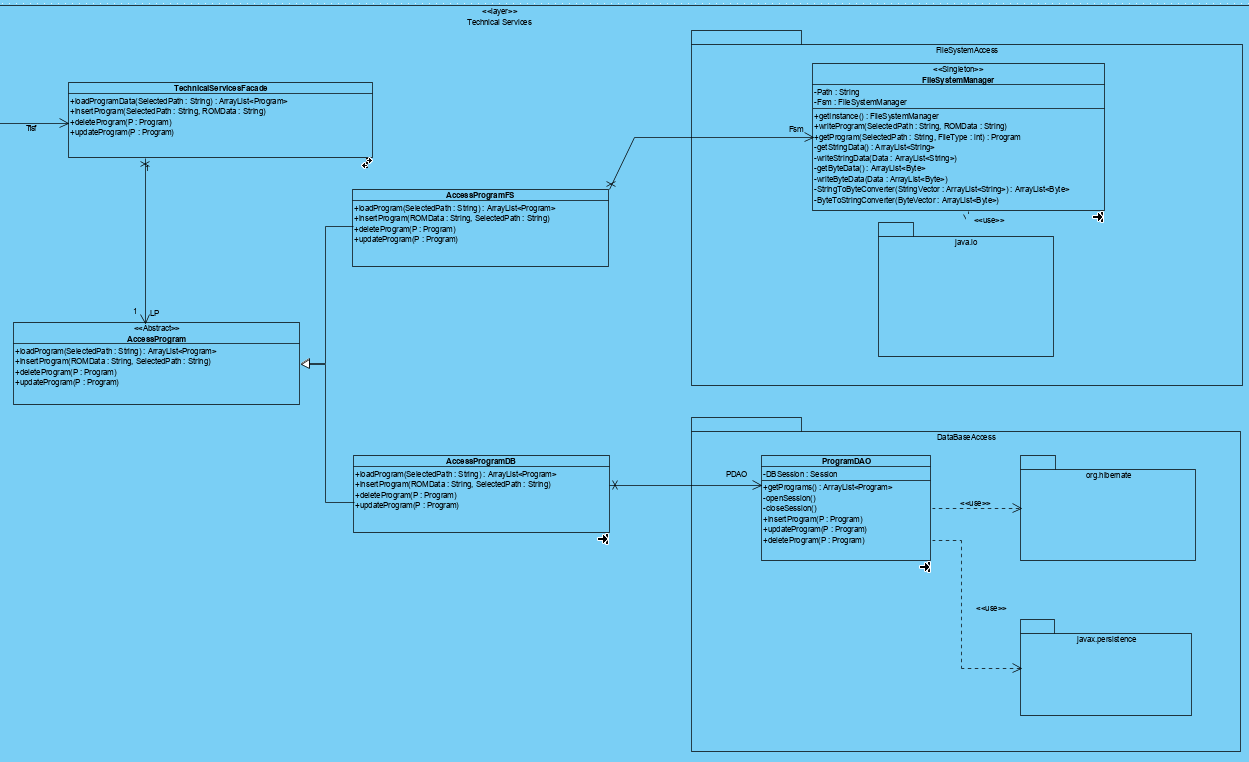 <<layer>>
Technical Services
Tisf
TechnicalServicesFacade
+loadProgramData(SelectedPath : String) : ArrayList<Program>
+insertProgram(SelectedPath : String, ROMData : String)
+deleteProgram(P : Program)
+updateProgram(P : Program)
1
LP
<<Abstract>>
AccessProgram
+loadProgram(SelectedPath : String) : ArrayList<Program>
+insertProgram(ROMData : String, SelectedPath : String)
+deleteProgram(P : Program)
+updateProgram(P : Program)
AccessProgramFS
+loadProgram(SelectedPath : String) : ArrayList<Program>
+insertProgram(ROMData : String, SelectedPath : String)
+deleteProgram(P : Program)
+updateProgram(P : Program)
AccessProgramDB
+loadProgram(SelectedPath : String) : ArrayList<Program>
+insertProgram(ROMData : String, SelectedPath : String)
+deleteProgram(P : Program)
+updateProgram(P : Program)
FileSystemAccess
Fsm
<<Singleton>>
FileSystemManager
-Path : String
-Fsm : FileSystemManager
+getInstance() : FileSystemManager
+writeProgram(SelectedPath : String, ROMData : String)
+getProgram(SelectedPath : String, FileType : int) : Program
-getStringData() : ArrayList<String>
-writeStringData(Data : ArrayList<String>)
-getByteData() : ArrayList<Byte>
-writeByteData(Data : ArrayList<Byte>)
-StringToByteConverter(StringVector : ArrayList<String>) : ArrayList<Byte>
-ByteToStringConverter(ByteVector : ArrayList<Byte>)
<<use>>
java.io
DataBaseAccess
PDAO
ProgramDAO
-DBSession : Session
+getPrograms() : ArrayList<Program>
-openSession()
-closeSession()
+insertProgram(P : Program)
+updateProgram(P : Program)
+deleteProgram(P : Program)
<<use>>
org.hibernate
<<use>>
javax.persistence